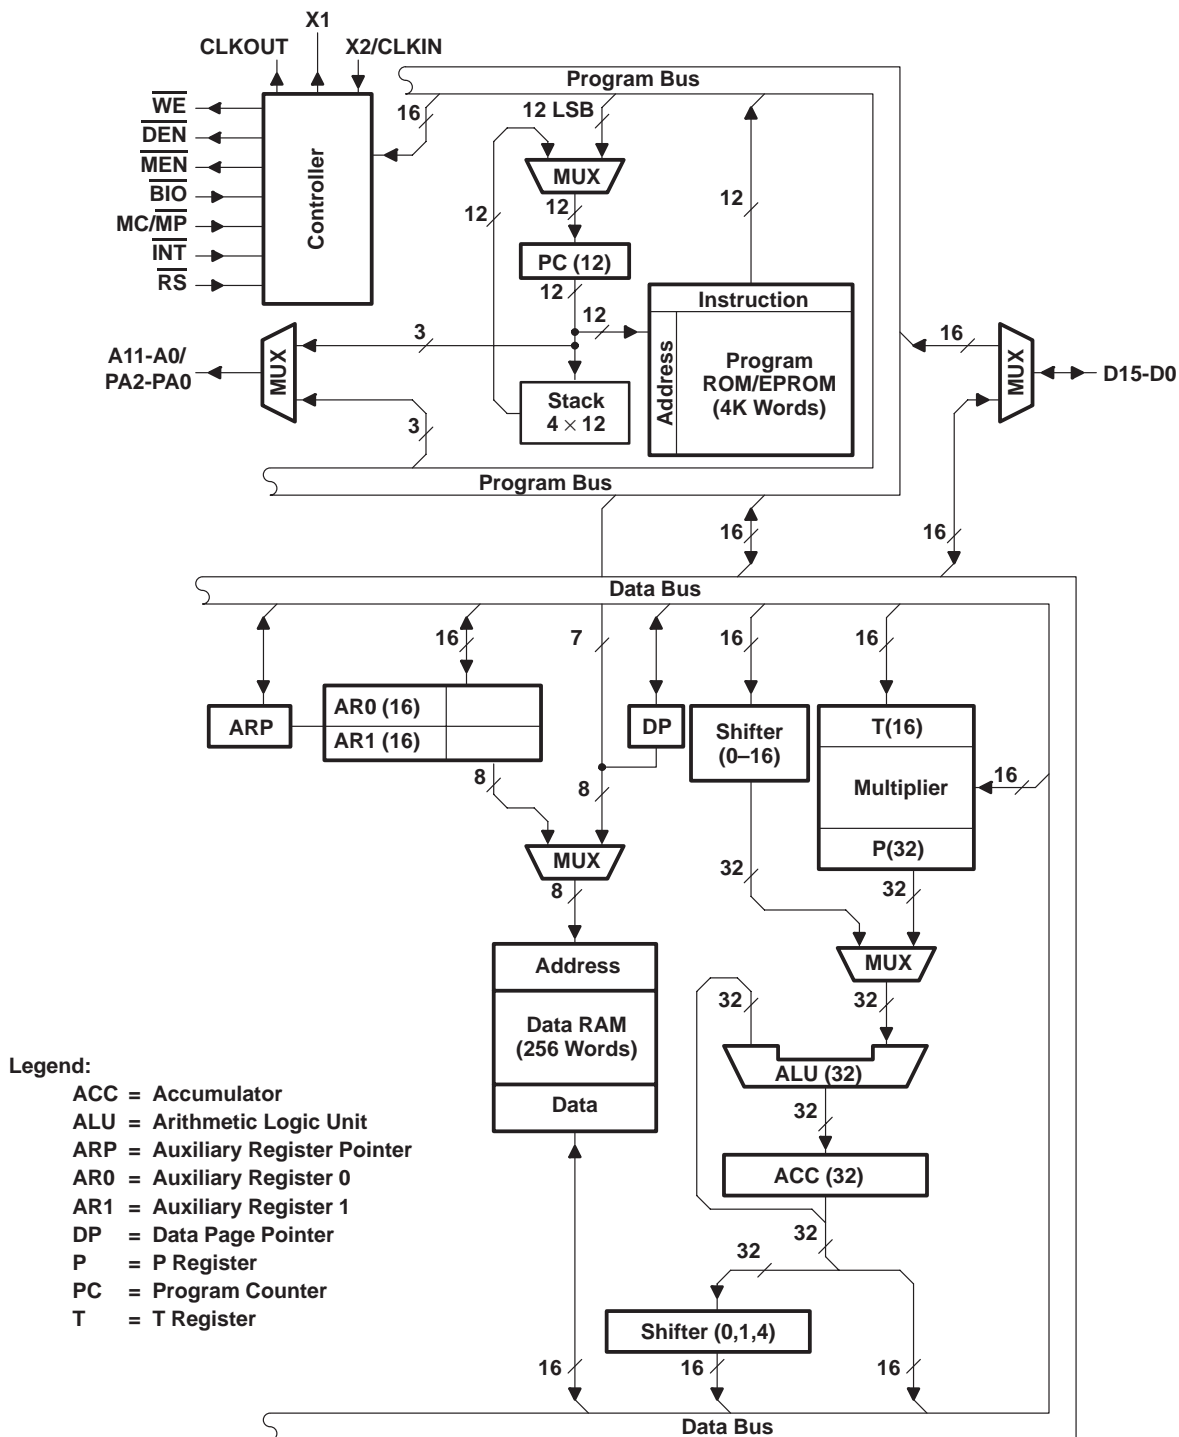 X1
CLKOUT
X2/CLKIN
Program Bus
WE
DEN
MEN
BIO
MC/MP
INT
RS
Controller
16
12 LSB
MUX
12
12
12
PC (12)
12
12
Instruction
Address
Program
ROM/EPROM
(4K Words)
3
A11-A0/
PA2-PA0
MUX
Stack
4 × 12
3
16
MUX
D15-D0
Program Bus
16
16
Data Bus
16
7
16
16
ARP
AR0 (16)
AR1 (16)
DP
Shifter
(0–16)
T(16)
Multiplier
P(32)
16
8
8
MUX
8
32
32
MUX
Address
Data RAM
(256 Words)
Data
32
32
ALU (32)
32
ACC (32)
32
32
Shifter (0,1,4)
16
16
16
Data Bus
Legend:
ACC = Accumulator
ALU = Arithmetic Logic Unit
ARP = Auxiliary Register Pointer
AR0 = Auxiliary Register 0
AR1 = Auxiliary Register 1
DP = Data Page Pointer
P = P Register
PC = Program Counter
T = T Register